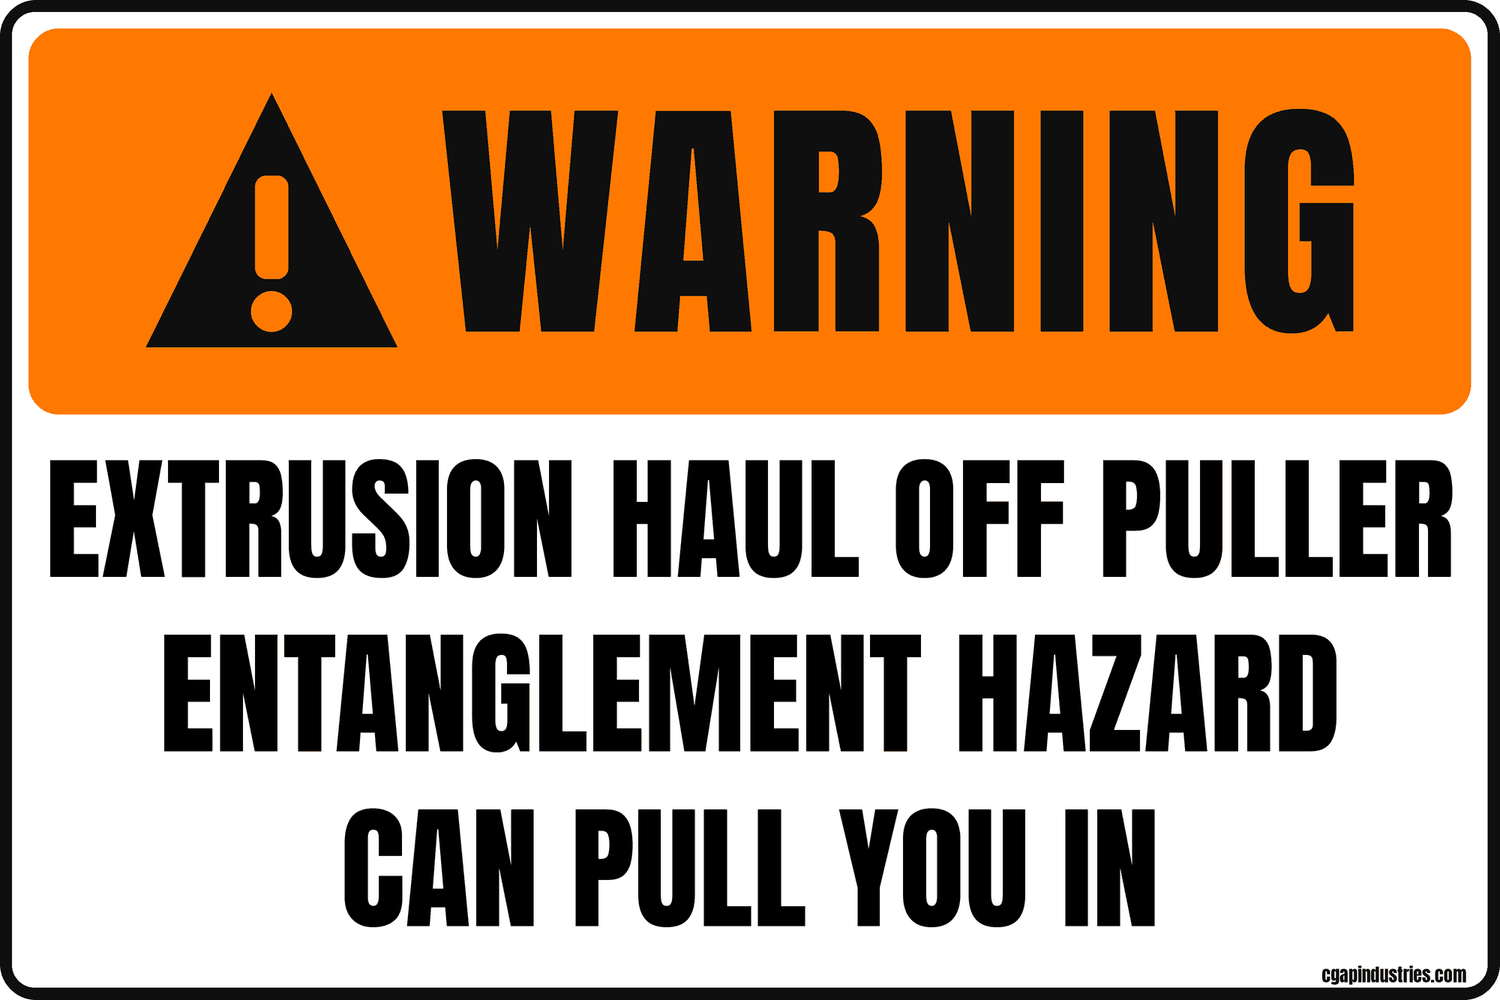 WARNING
EXTRUSION HAUL OFF PULLER
ENTANGLEMENT HAZARD
CAN PULL YOU IN
cgapindustries.com